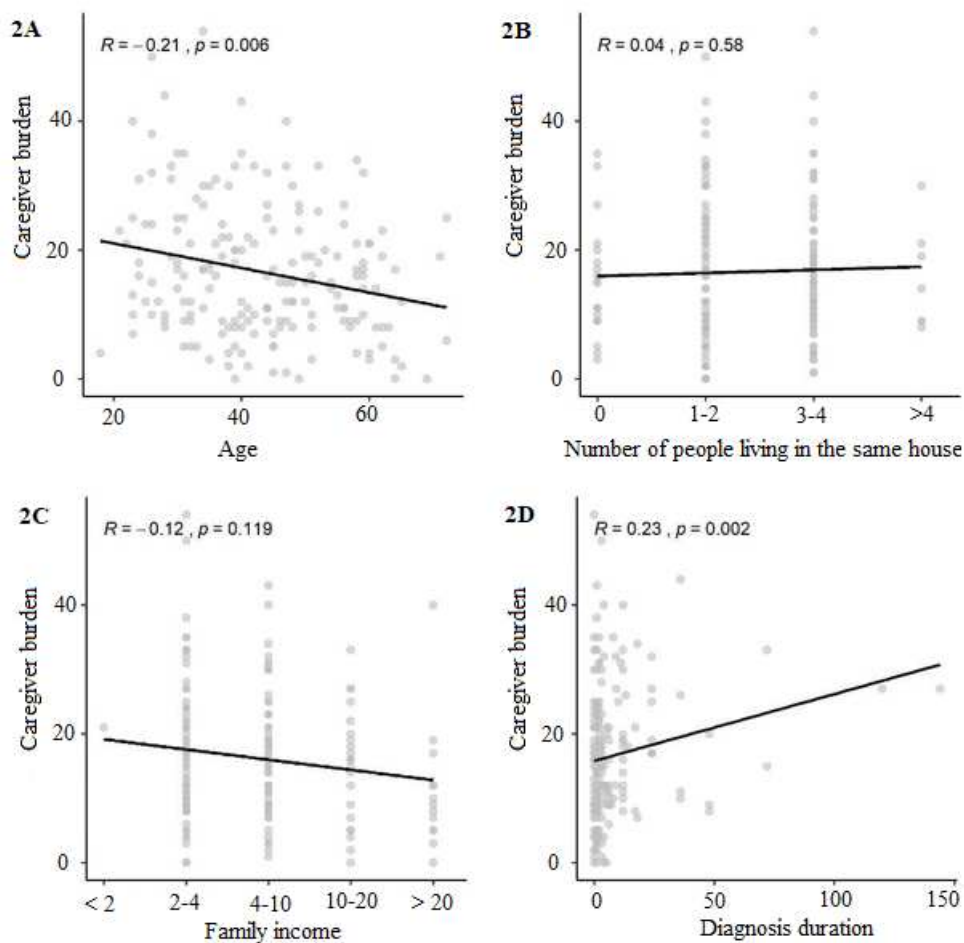 2A
R = −0.21 , p = 0.006
Caregiver burden
40
20
0
20 40 60
Age
2B
R = 0.04 , p = 0.58
Caregiver burden
40
20
0
0 1-2 3-4 >4
Number of people living in the same house
2C
R = −0.12 , p = 0.119
Caregiver burden
40
20
0
< 2 2-4 4-10 10-20 > 20
Family income
2D
R = 0.23 , p = 0.002
Caregiver burden
40
20
0
0 50 100 150
Diagnosis duration